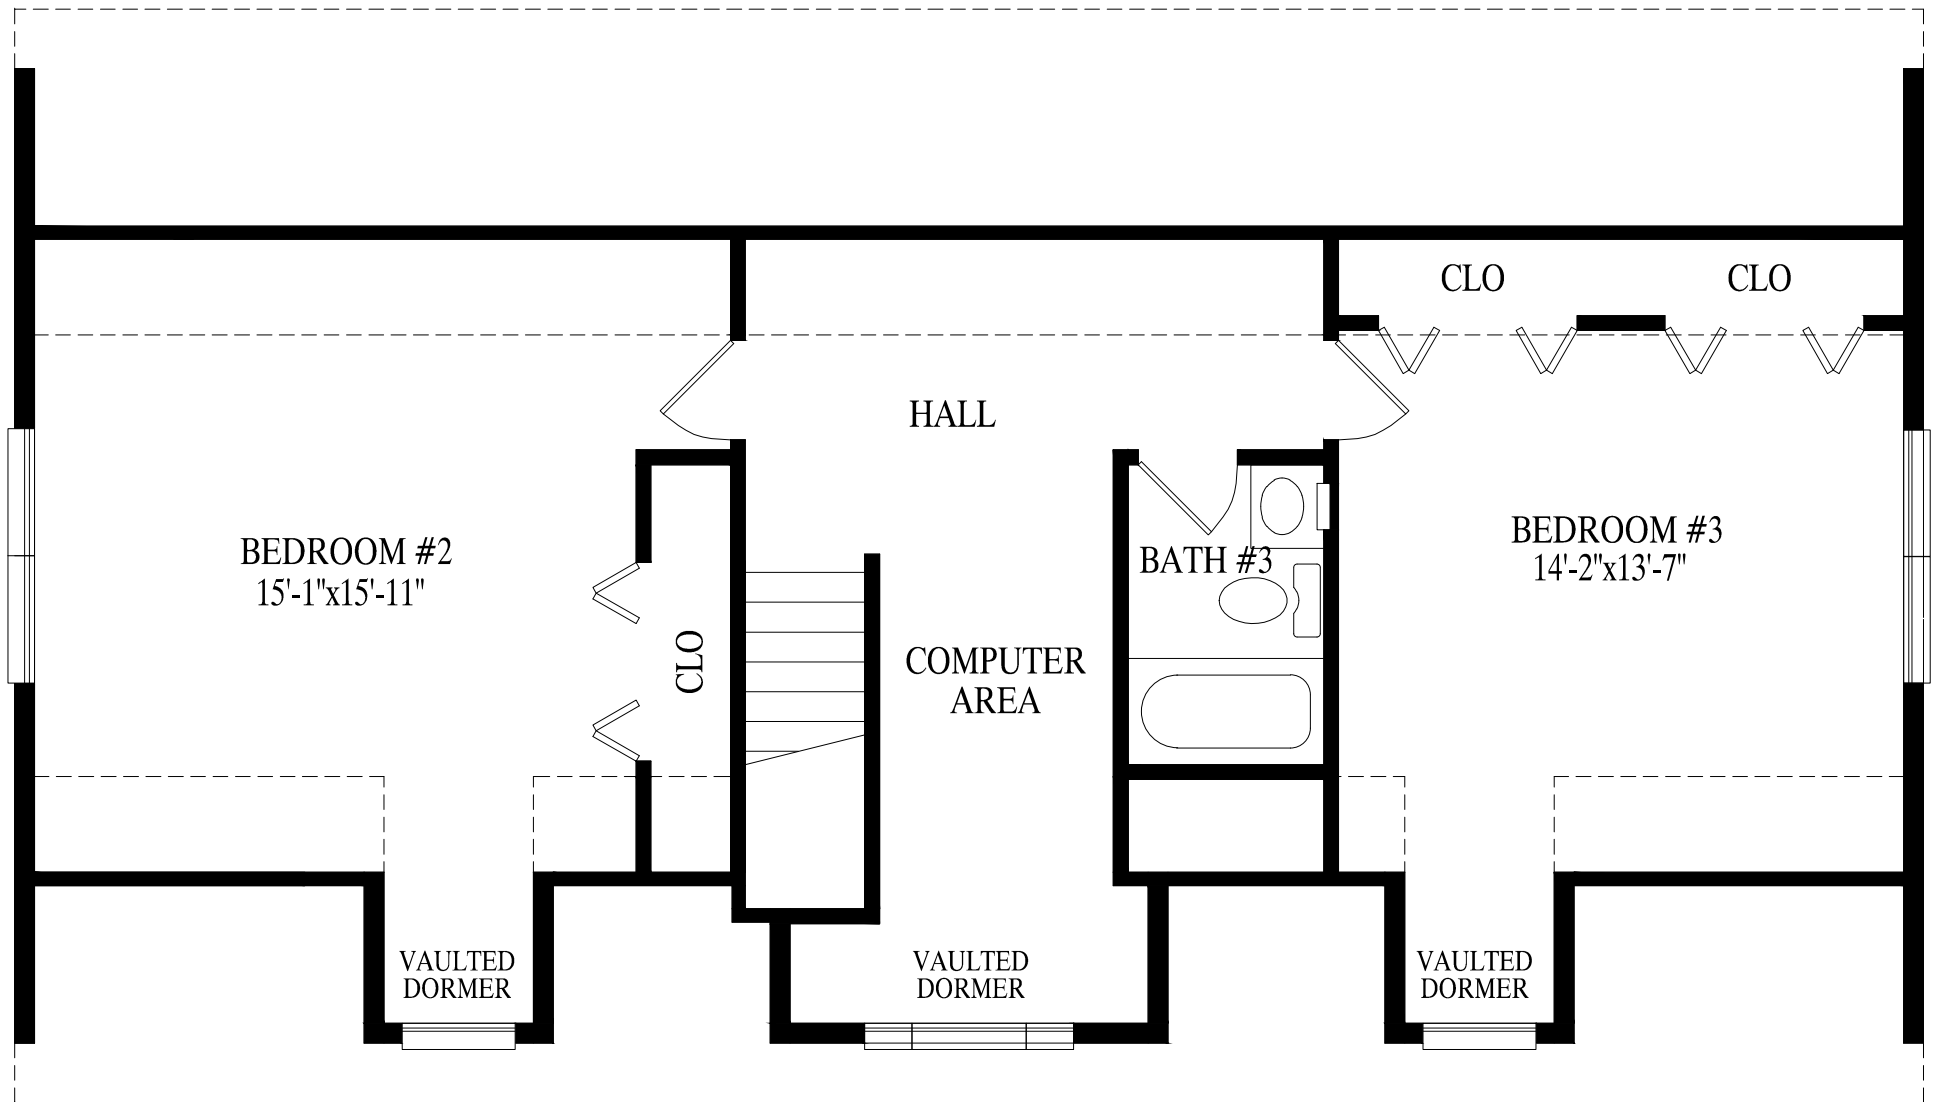 CLO
CLO
HALL
BEDROOM #2
15'-1"x15'-11"
BATH #3
BEDROOM #3
14'-2"x13'-7"
CLO
COMPUTER
AREA
VAULTED
DORMER
VAULTED
DORMER
VAULTED
DORMER